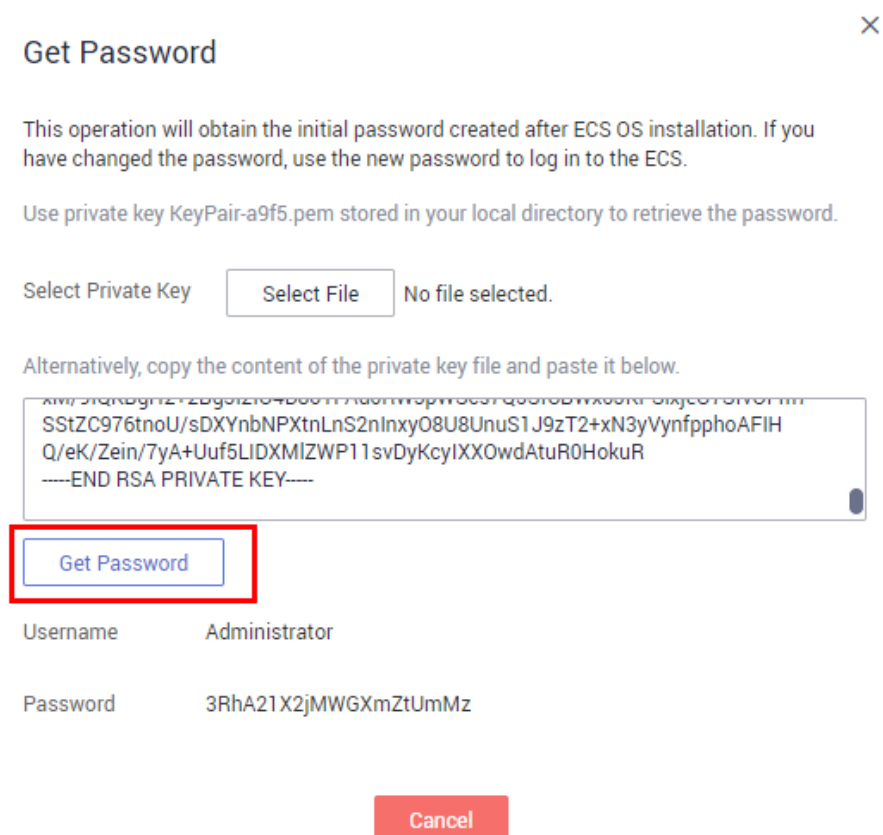 Get Password
This operation will obtain the initial password created after ECS OS installation. If you
have changed the password, use the new password to log in to the ECS.
Use private key KeyPair-a9f5.pem stored in your local directory to retrieve the password.
Select Private Key Select File No file selected.
Alternatively, copy the content of the private key file and paste it below.
SStZC976tnoU/sDXYnbNPXtnLnS2nInxyO8U8UnuS1J9zT2+xN3yVynfpphoAFIH
Q/eK/Zein/7yA+Uuf5LIDXMlZWP11svDyKcyIXXOwdAtuR0HokuR
-----END RSA PRIVATE KEY-----
Get Password
Username Administrator
Password 3RhA21X2jMWGXmZtUmMz
Cancel